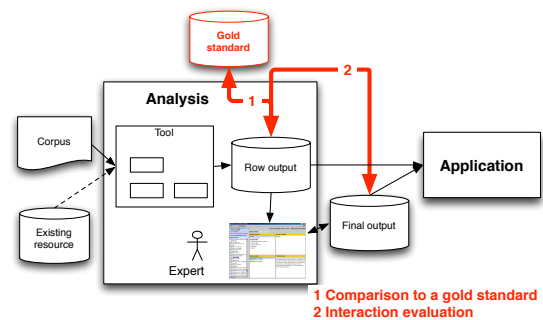 Gold
standard
2
1
Analysis
Tool
Corpus
Row output
Application
Existing
resource
Final output
Expert
1 Comparison to a gold standard
2 Interaction evaluation